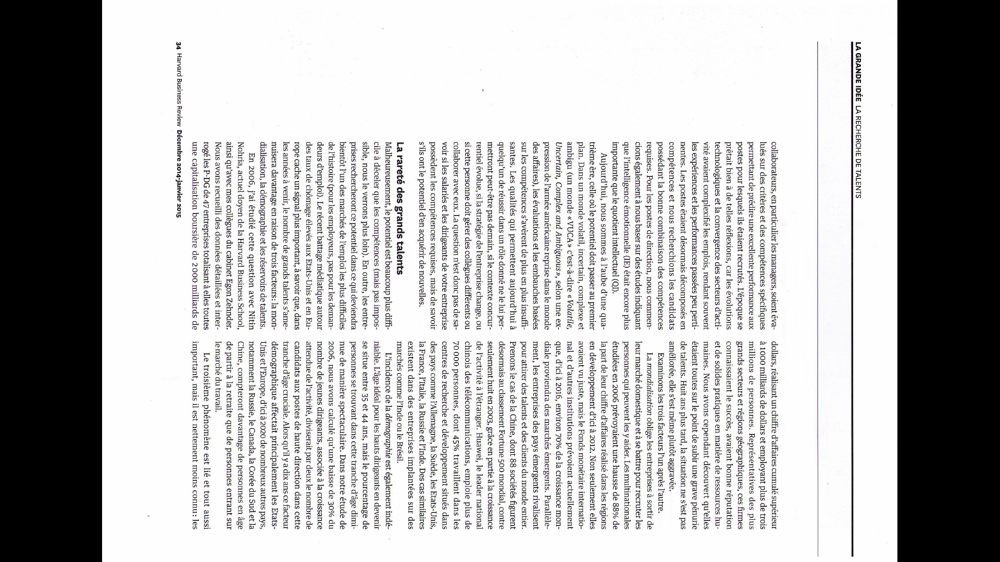 LA GRANDE IDÉE LA RECHERCHE DE TALENTS
collaborateurs, en particulier les managers, soient éva-
lués sur des critères et des compétences spécifiques
permettant de prédire une excellente performance aux
postes pour lesquels ils étaient recrutés. L'époque se
prêtait bien à de telles réflexions, car les évolutions
technologiques et la convergence des secteurs d'acti-
vité avaient complexifié les emplois, rendant souvent
les expériences et les performances passées peu perti-
nentes. Les postes étaient désormais décomposés en
compétences et nous recherchions les candidats
possédant la bonne combinaison des compétences
requises. Pour les postes de direction, nous commen-
cions également à nous baser sur des études indiquant
que l'intelligence émotionnelle (IE) était encore plus
importante que le quotient intellectuel (QI).
Aujourd'hui, nous sommes à l'aube d'une qua-
trième ère, celle où le potentiel doit passer au premier
plan. Dans un monde volatil, incertain, complexe et
ambigu (un monde « VUCA » c'est-à-dire « Volatile,
Uncertain, Complex and Ambiguous », selon une ex-
pression de l'armée américaine reprise dans le monde
des affaires), les évaluations et les embauches basées
sur les compétences s'avèrent de plus en plus insuffi-
santes. Les qualités qui permettent aujourd'hui à
quelqu'un de réussir dans un rôle donné ne le lui per-
mettront peut-être pas demain, si le contexte concur-
rentiel évolue, si la stratégie de l'entreprise change, ou
si cette personne doit gérer des collègues différents ou
collaborer avec eux. La question n'est donc pas de sa-
voir si les salariés et les dirigeants de votre entreprise
possèdent les compétences requises, mais de savoir
s'ils ont le potentiel d'en acquérir de nouvelles.
La rareté des grands talents
Malheureusement, le potentiel est beaucoup plus diffi-
cile à déceler que les compétences (mais pas impos-
sible, nous le verrons plus loin). En outre, les entre-
prises rechercheront ce potentiel dans ce qui deviendra
bientôt l'un des marchés de l'emploi les plus difficiles
de l'histoire (pour les employeurs, pas pour les deman-
deurs d'emploi). Le récent battage médiatique autour
des taux de chômage élevés aux Etats-Unis et en Eu-
rope cache un signal plus important, à savoir que, dans
les années à venir, le nombre de grands talents s'ame-
nuisera davantage en raison de trois facteurs : la mon-
dialisation, la démographie et les réservoirs de talents.
En 2006, j'ai étudié cette question avec Nitin
Nohria, actuel doyen de la Harvard Business School,
ainsi qu'avec mes collègues du cabinet Egon Zehnder.
Nous avons recueilli des données détaillées et inter-
rogé les P-DG de 47 entreprises totalisant à elles toutes
une capitalisation boursière de 2 000 milliards de
dollars, réalisant un chiffre d'affaires cumulé supérieur
à 1 000 milliards de dollars et employant plus de trois
millions de personnes. Représentatives des plus
grands secteurs et régions géographiques, ces firmes
connaissaient le succès, avaient bonne réputation
et de solides pratiques en matière de ressources hu-
maines. Nous avons cependant découvert qu'elles
étaient toutes sur le point de subir une grave pénurie
de talents. Huit ans plus tard, la situation ne s'est pas
améliorée, elle s'est même plutôt aggravée.
Examinons les trois facteurs l'un après l'autre.
La mondialisation oblige les entreprises à sortir de
leur marché domestique et à se battre pour recruter les
personnes qui peuvent les y aider. Les multinationales
étudiées en 2006 prévoyaient une hausse de 88% de
la part de leur chiffre d'affaires réalisé dans les régions
en développement d'ici à 2012. Non seulement elles
avaient vu juste, mais le Fonds monétaire internatio-
nal et d'autres institutions prévoient actuellement
que, d'ici à 2016, environ 70% de la croissance mon-
diale proviendra des marchés émergents. Parallèle-
ment, les entreprises des pays émergents rivalisent
pour attirer des talents et des clients du monde entier.
Prenons le cas de la Chine, dont 88 sociétés figurent
désormais au classement Fortune 500 mondial, contre
seulement huit en 2003, grâce en partie à la croissance
de l'activité à l'étranger. Huawei, le leader national
chinois des télécommunications, emploie plus de
70 000 personnes, dont 45% travaillent dans les
centres de recherche et développement situés dans
des pays comme l'Allemagne, la Suède, les Etats-Unis,
la France, l'Italie, la Russie et l'Inde. Des cas similaires
existent dans des entreprises implantées sur des
marchés comme l'Inde ou le Brésil.
L'incidence de la démographie est également indé-
niable. L'âge idéal pour les hauts dirigeants en devenir
se situe entre 35 et 44 ans, mais le pourcentage de
personnes se trouvant dans cette tranche d'âge dimi-
nue de manière spectaculaire. Dans notre étude de
2006, nous avons calculé qu'une baisse de 30% du
nombre de jeunes dirigeants, associée à la croissance
attendue de l'activité, diviserait par deux le nombre de
candidats aux postes de haute direction dans cette
tranche d'âge cruciale. Alors qu'il y a dix ans ce facteur
démographique affectait principalement les Etats-
Unis et l'Europe, d'ici à 2020 de nombreux autres pays,
notamment la Russie, le Canada, la Corée du Sud et la
Chine, compteront davantage de personnes en âge
de partir à la retraite que de personnes entrant sur
le marché du travail.
Le troisième phénomène est lié et tout aussi
important, mais il est nettement moins connu : les
34 Harvard Business Review Décembre 2014-janvier 2015